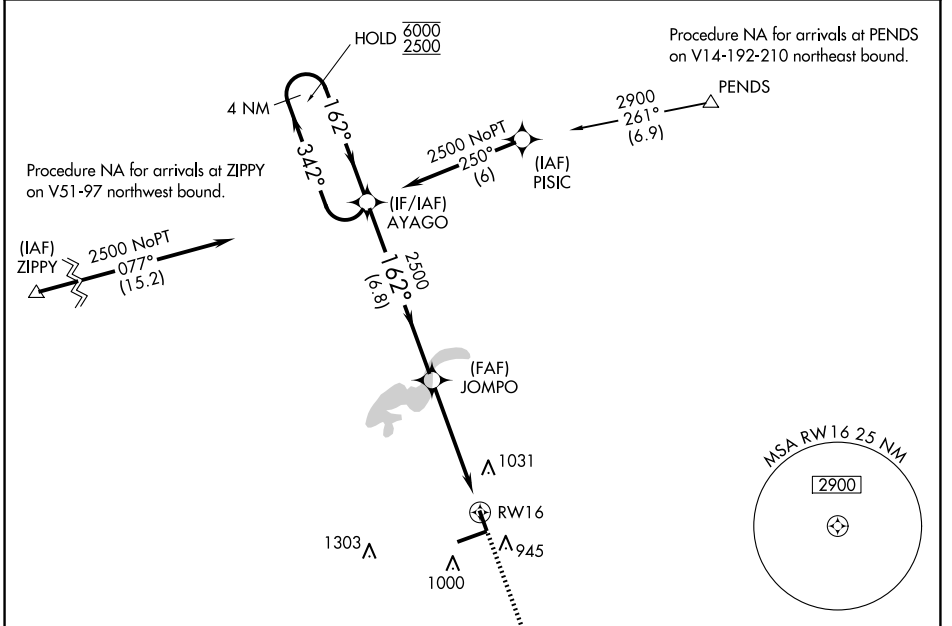 HOLD 6000
2500
Procedure NA for arrivals at PENDS
on V14-192-210 northeast bound.
4 NM
162°
342°
2900
261°
(6.9)
PENDS
2500 NoPT
250°
(6)
(IAF)
PISIC
Procedure NA for arrivals at ZIPPY
on V51-97 northwest bound.
(IF/IAF)
AYAGO
(IAF)
ZIPPY
2500 NoPT
077°
(15.2)
2500
162°
(6.8)
(FAF)
JOMPO
1031
RW16
945
1303
1000
MSA RW16 25 NM
2900